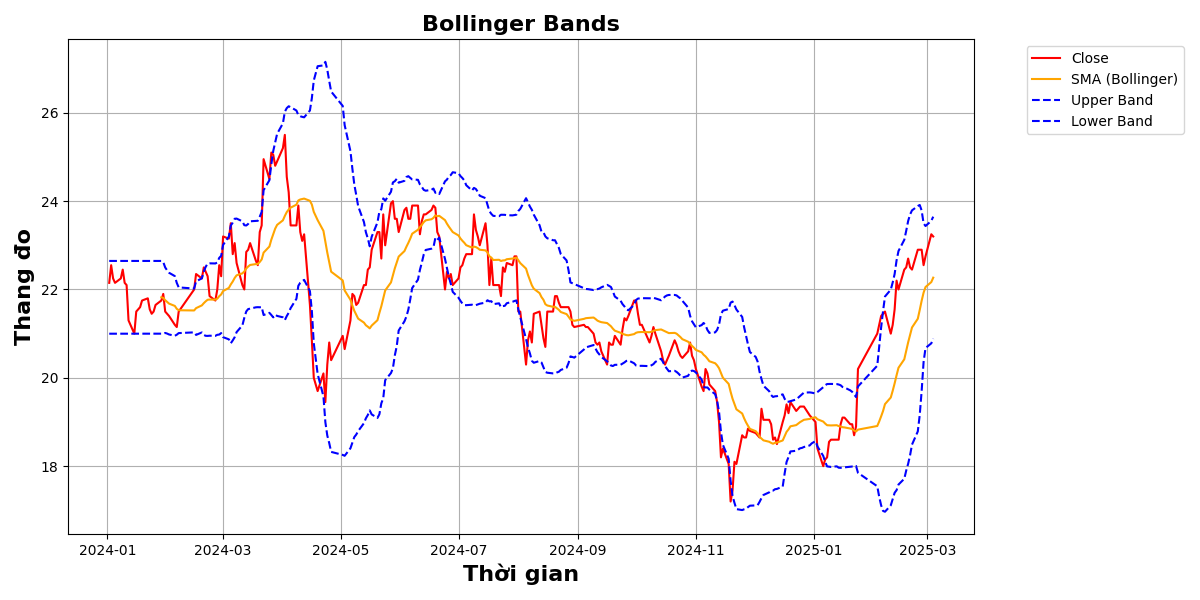 Bollinger Bands
Close
SMA (Bollinger)
Upper Band
Lower Band
Thang đo
26
24
22
20
18
2024-01 2024-03 2024-05 2024-07 2024-09 2024-11 2025-01 2025-03
Thời gian